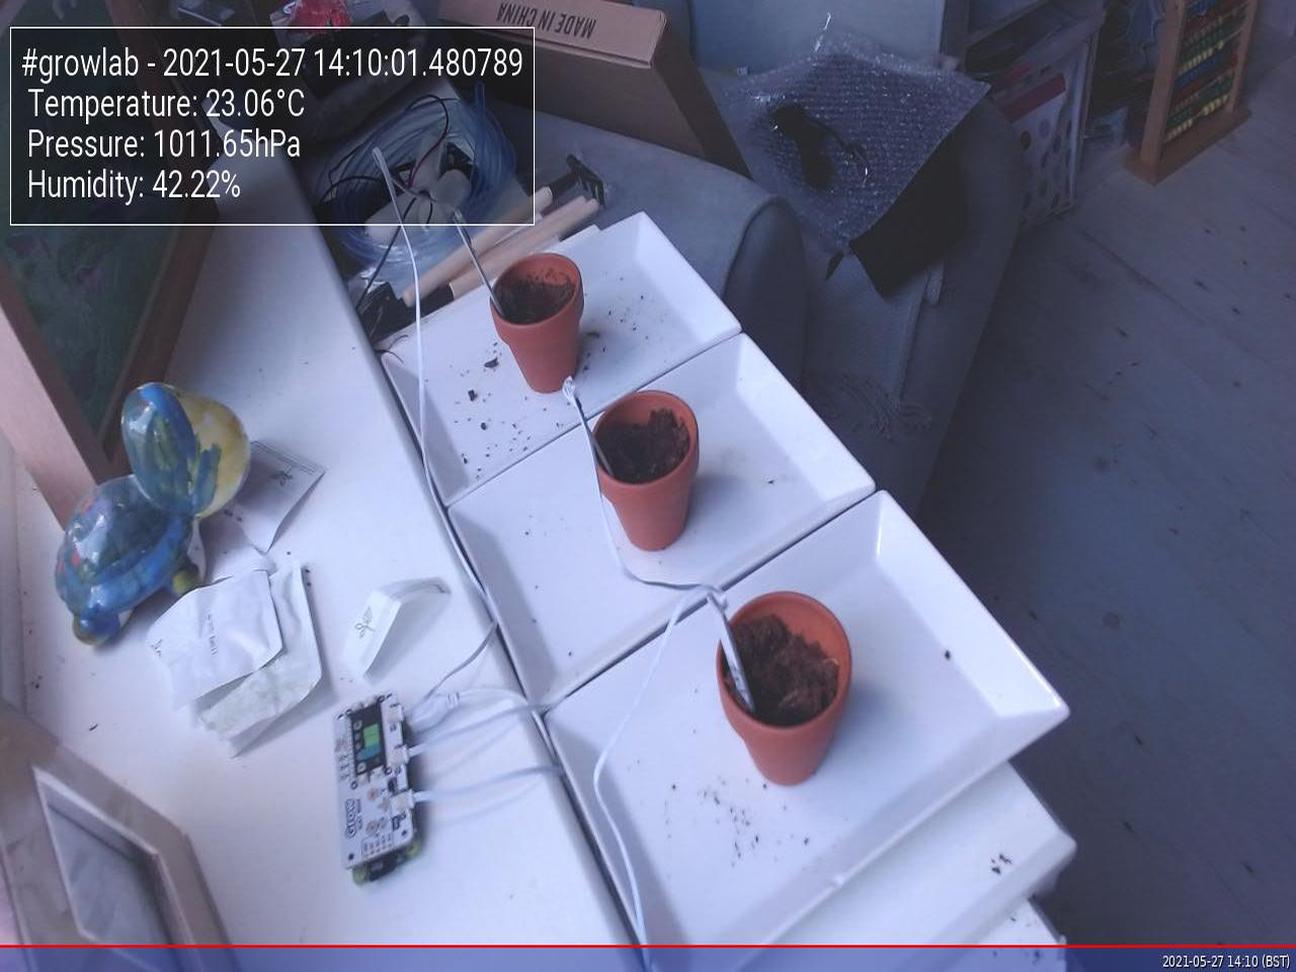 MADE IN CHINA
#growlab - 2021-05-27 14:10:01.480789
Temperature: 23.06°C
Pressure: 1011.65hPa
Humidity: 42.22%
2021-05-27 14:10 (BST)